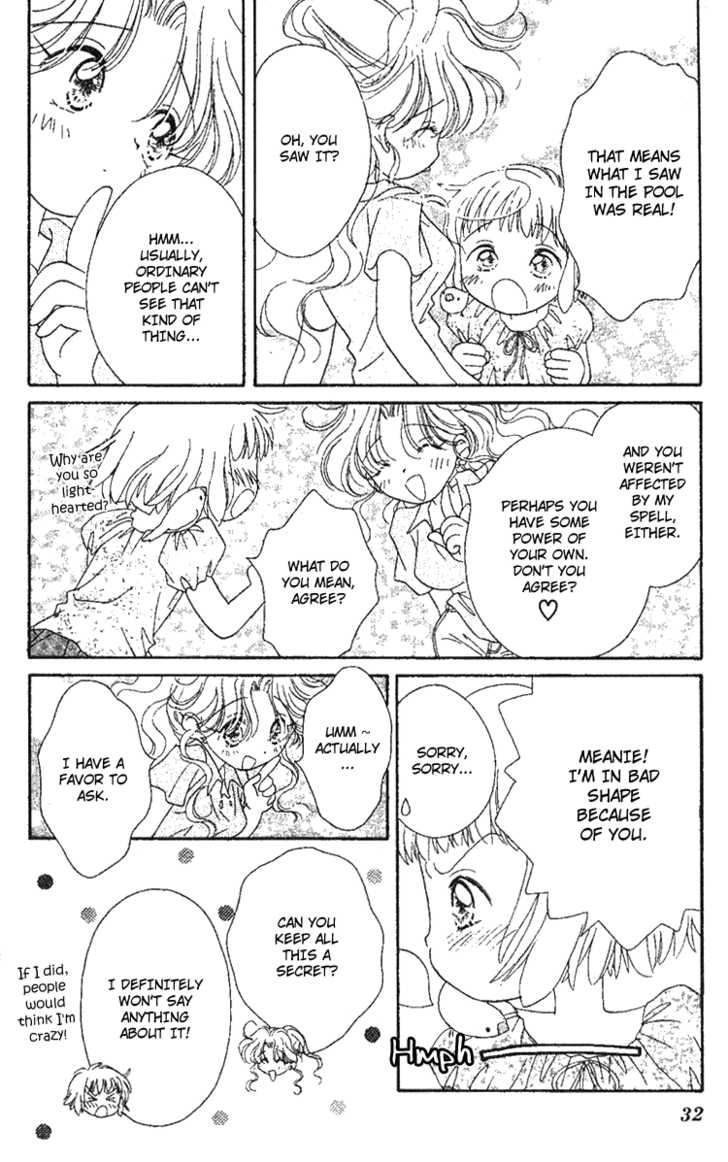 THAT MEANS
WHAT I SAW
IN THE POOL
WAS REAL!
OH, YOU
SAW IT?
HMM...
USUALLY,
ORDINARY
PEOPLE CAN'T
SEE THAT
KIND OF
THING...
AND YOU
WEREN'T
AFFECTED
BY MY
SPELL,
EITHER.
PERHAPS YOU
HAVE SOME
POWER OF
YOUR OWN.
DON'T YOU
AGREE?
♡
WHAT DO
YOU MEAN,
AGREE?
Why are
you so
light-
hearted?
MEANIE!
I'M IN BAD
SHAPE
BECAUSE
OF YOU.
SORRY,
SORRY...
Hmph
UMM ~
ACTUALLY
...
I HAVE A
FAVOR TO
ASK.
CAN YOU
KEEP ALL
THIS A
SECRET?
I DEFINITELY
WON'T SAY
ANYTHING
ABOUT IT!
If I did,
people
would
think I'm
crazy!
32